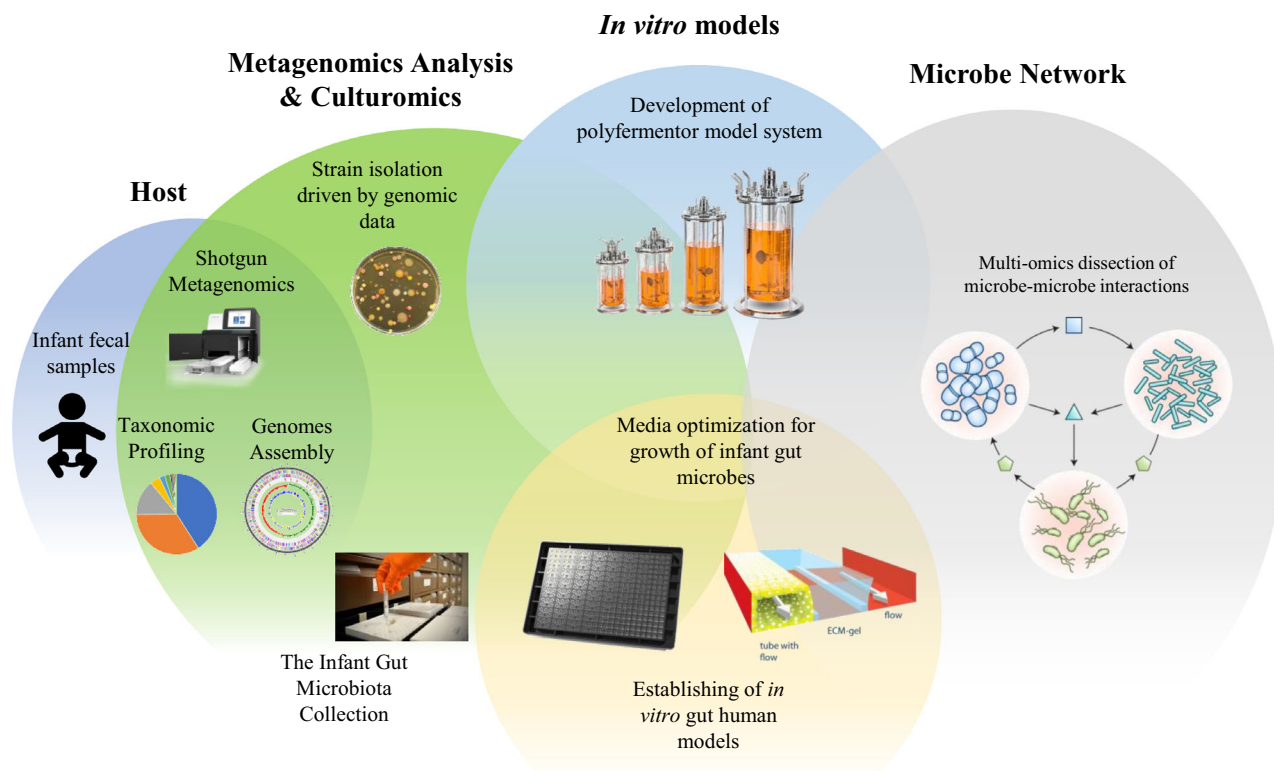 In vitro models
Metagenomics Analysis
& Culturomics
Microbe Network
Host
Development of
polyfermentor model system
Strain isolation
driven by genomic
data
Shotgun
Metagenomics
Multi-omics dissection of
microbe-microbe interactions
Infant fecal
samples
Taxonomic
Profiling
Genomes
Assembly
Media optimization for
growth of infant gut
microbes
flow
ECM-gel
tube with
flow
The Infant Gut
Microbiota
Collection
Establishing of in
vitro gut human
models